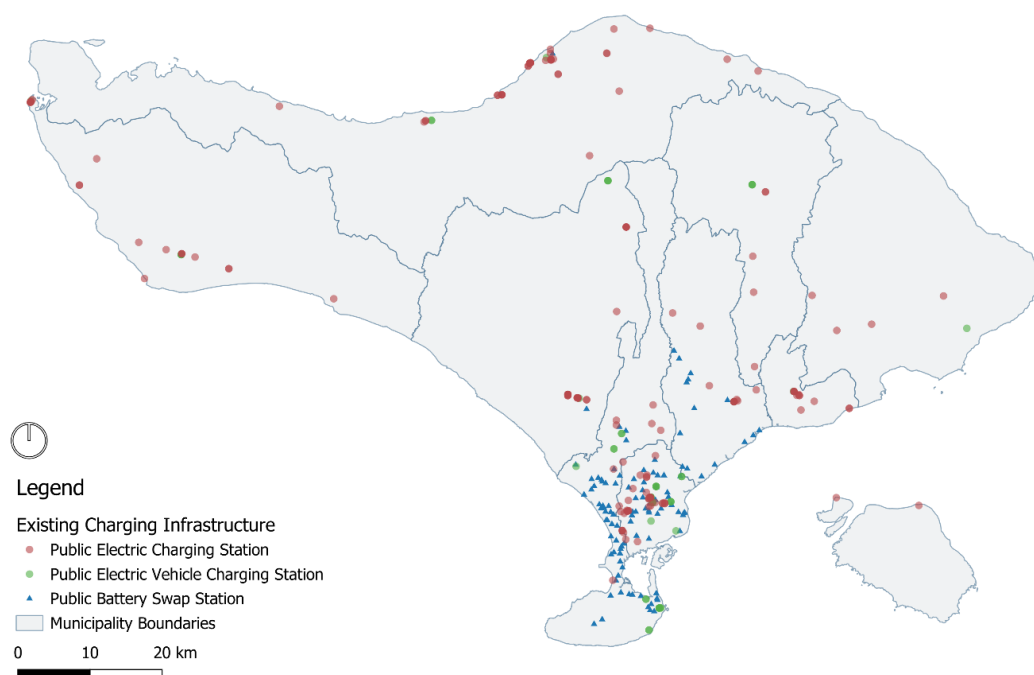 Legend
Existing Charging Infrastructure
Public Electric Charging Station
Public Electric Vehicle Charging Station
Public Battery Swap Station
Municipality Boundaries
0 10 20 km